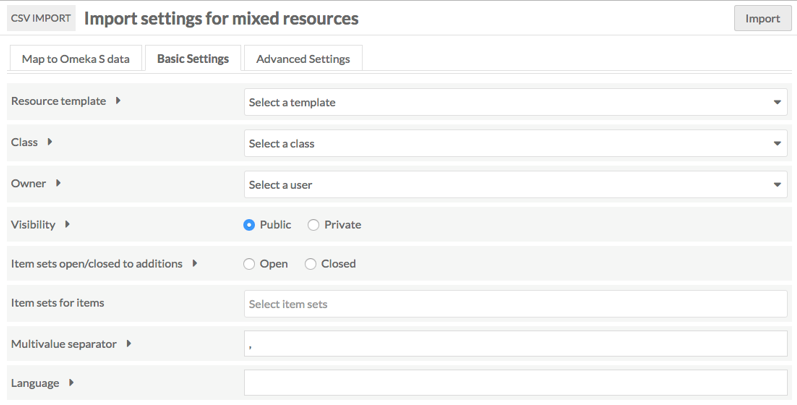 CSV IMPORT Import settings for mixed resources Import
Map to Omeka S data Basic Settings Advanced Settings
Resource template Select a template
Class Select a class
Owner Select a user
Visibility Public Private
Item sets open/closed to additions Open Closed
Item sets for items Select item sets
Multivalue separator ,
Language